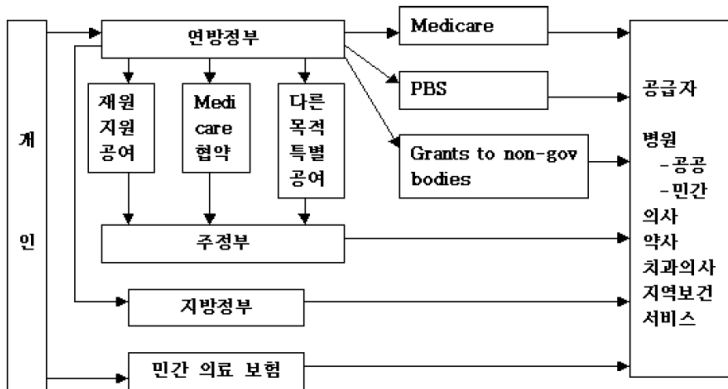 개
인
연방정부
재원
지원
공여
Medi
care
협약
다른
목적
특별
공여
주정부
지방정부
민간 의료 보험
Medicare
PBS
Grants to non-gov
bodies
공급자
병원
-공공
-민간
의사
약사
치과의사
지역보건
서비스